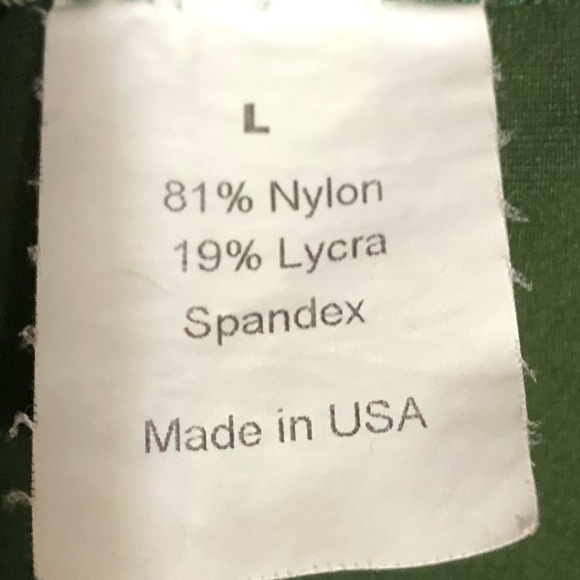 L
81% Nylon
19% Lycra
Spandex
Made in USA